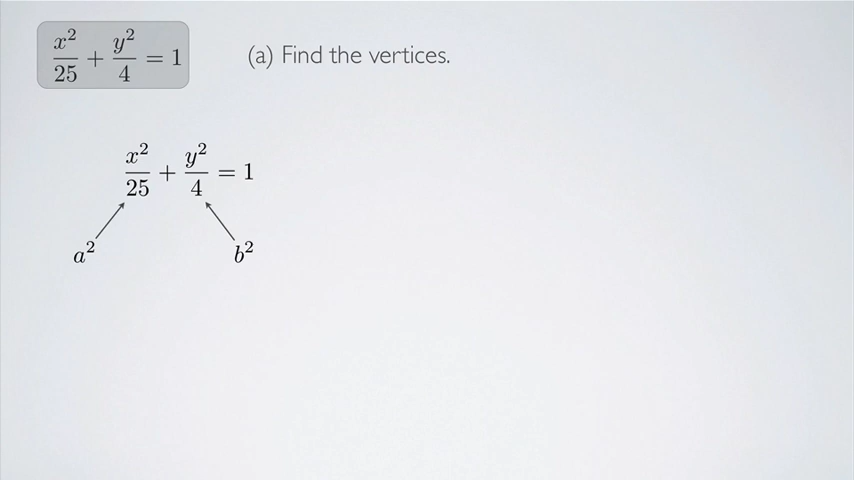 x²/25 + y²/4 = 1
(a) Find the vertices.
x²/25 + y²/4 = 1
a²
b²